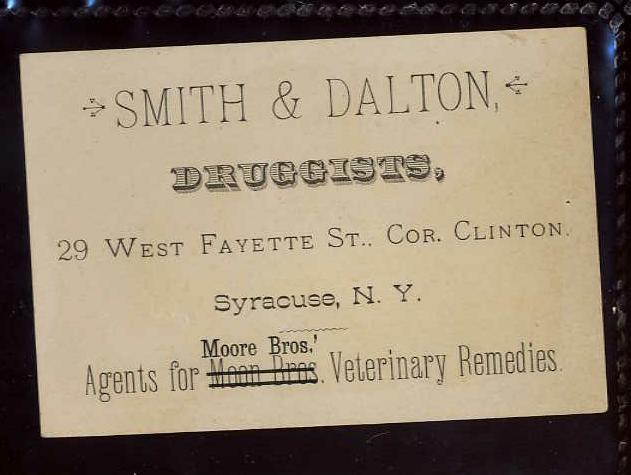 SMITH & DALTON,
DRUGGISTS,
29 WEST FAYETTE ST.. COR. CLINTON.
Syracuse, N. Y.
Moore Bros.'
Agents for Moon Bros. Veterinary Remedies.